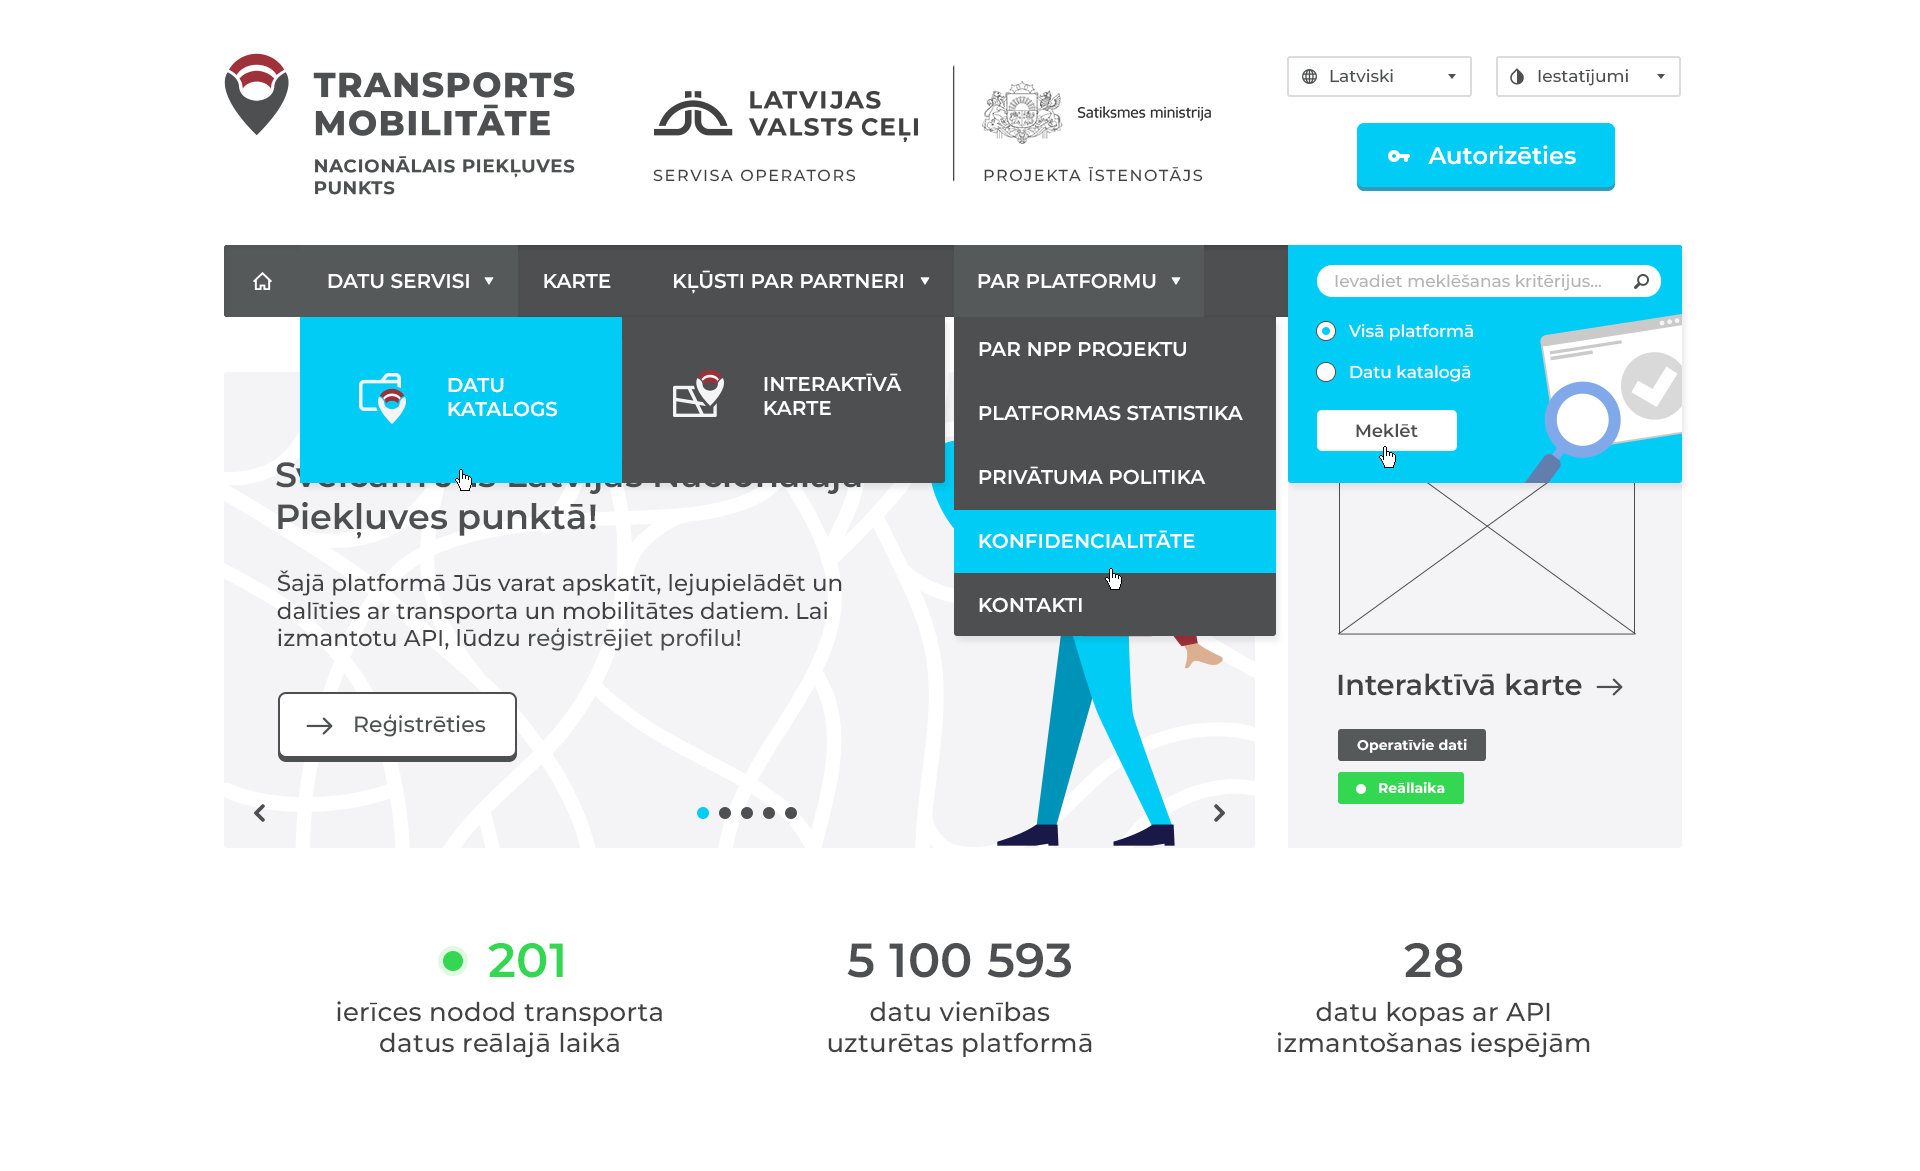 TRANSPORTS
MOBILITĀTE
NACIONĀLAIS PIEKĻUVES
PUNKTS
LATVIJAS
VALSTS CEĻI
SERVISA OPERATORS
Satiksmes ministrija
PROJEKTA ĪSTENOTĀJS
Latviski
Iestatījumi
Autorizēties
DATU SERVISI
KARTE
KĻŪSTI PAR PARTNERI
PAR PLATFORMU
Ievadiet meklēšanas kritērijus...
Visā platformā
Datu katalogā
Meklēt
DATU
KATALOGS
INTERAKTĪVĀ
KARTE
PAR NPP PROJEKTU
PLATFORMAS STATISTIKA
PRIVĀTUMA POLITIKA
KONFIDENCIALITĀTE
KONTAKTI
Piekļuves punktā!
Šajā platformā Jūs varat apskatīt, lejupielādēt un
dalīties ar transporta un mobilitātes datiem. Lai
izmantotu API, lūdzu reģistrējiet profilu!
Reģistrēties
Interaktīvā karte
Operatīvie dati
Reāllaika
201
ierīces nodod transporta
datus reālajā laikā
5 100 593
datu vienības
uzturētas platformā
28
datu kopas ar API
izmantošanas iespējām